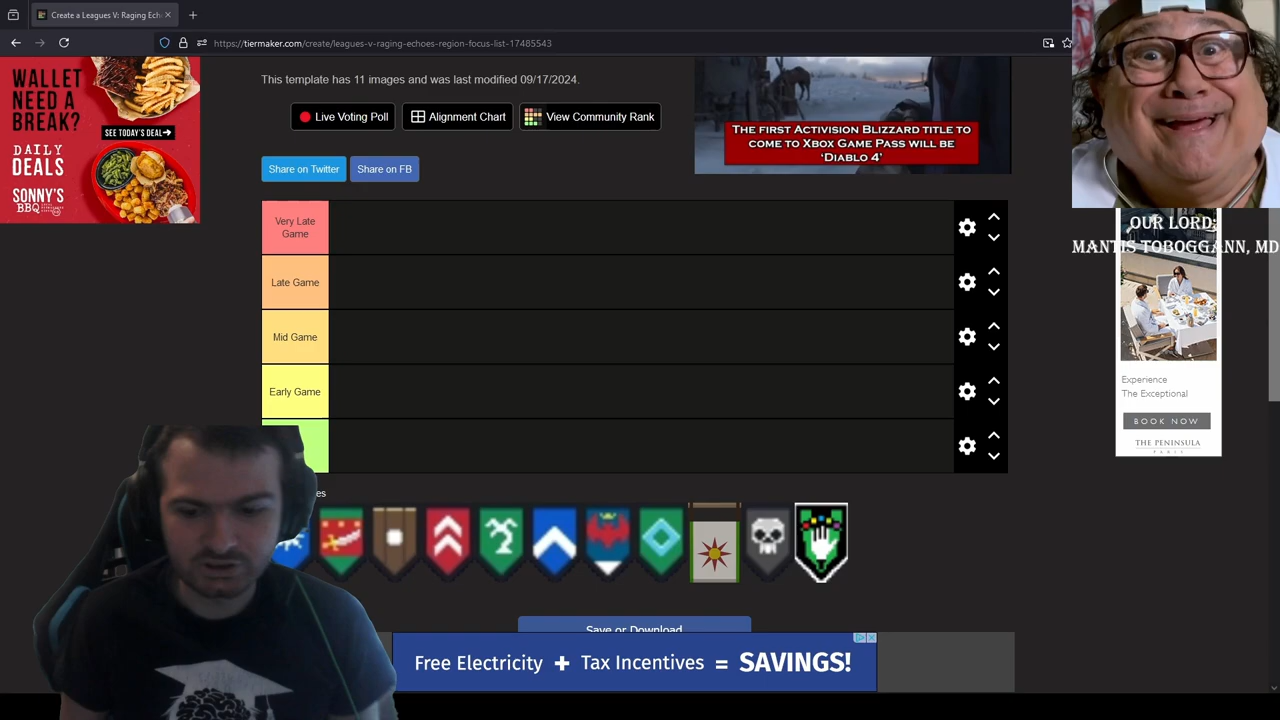 Create a Leagues V: Raging Ech
https://tiermaker.com/create/leagues-v-raging-echoes-region-focus-list-17485543
WALLET
NEED A
BREAK?
SEE TODAY'S DEAL
DAILY
DEALS
SONNY'S
BBQ
This template has 11 images and was last modified 09/17/2024.
Live Voting Poll
Alignment Chart
View Community Rank
Share on Twitter
Share on FB
THE FIRST ACTIVISION BLIZZARD TITLE TO
COME TO XBOX GAME PASS WILL BE
'DIABLO 4'
OUR LORD:
MANTIS TOBOGGANN, MD
Very Late
Game
Late Game
Mid Game
Early Game
es
Experience
The Exceptional
BOOK NOW
THE PENINSULA
PARIS
Save or Download
Free Electricity + Tax Incentives = SAVINGS!